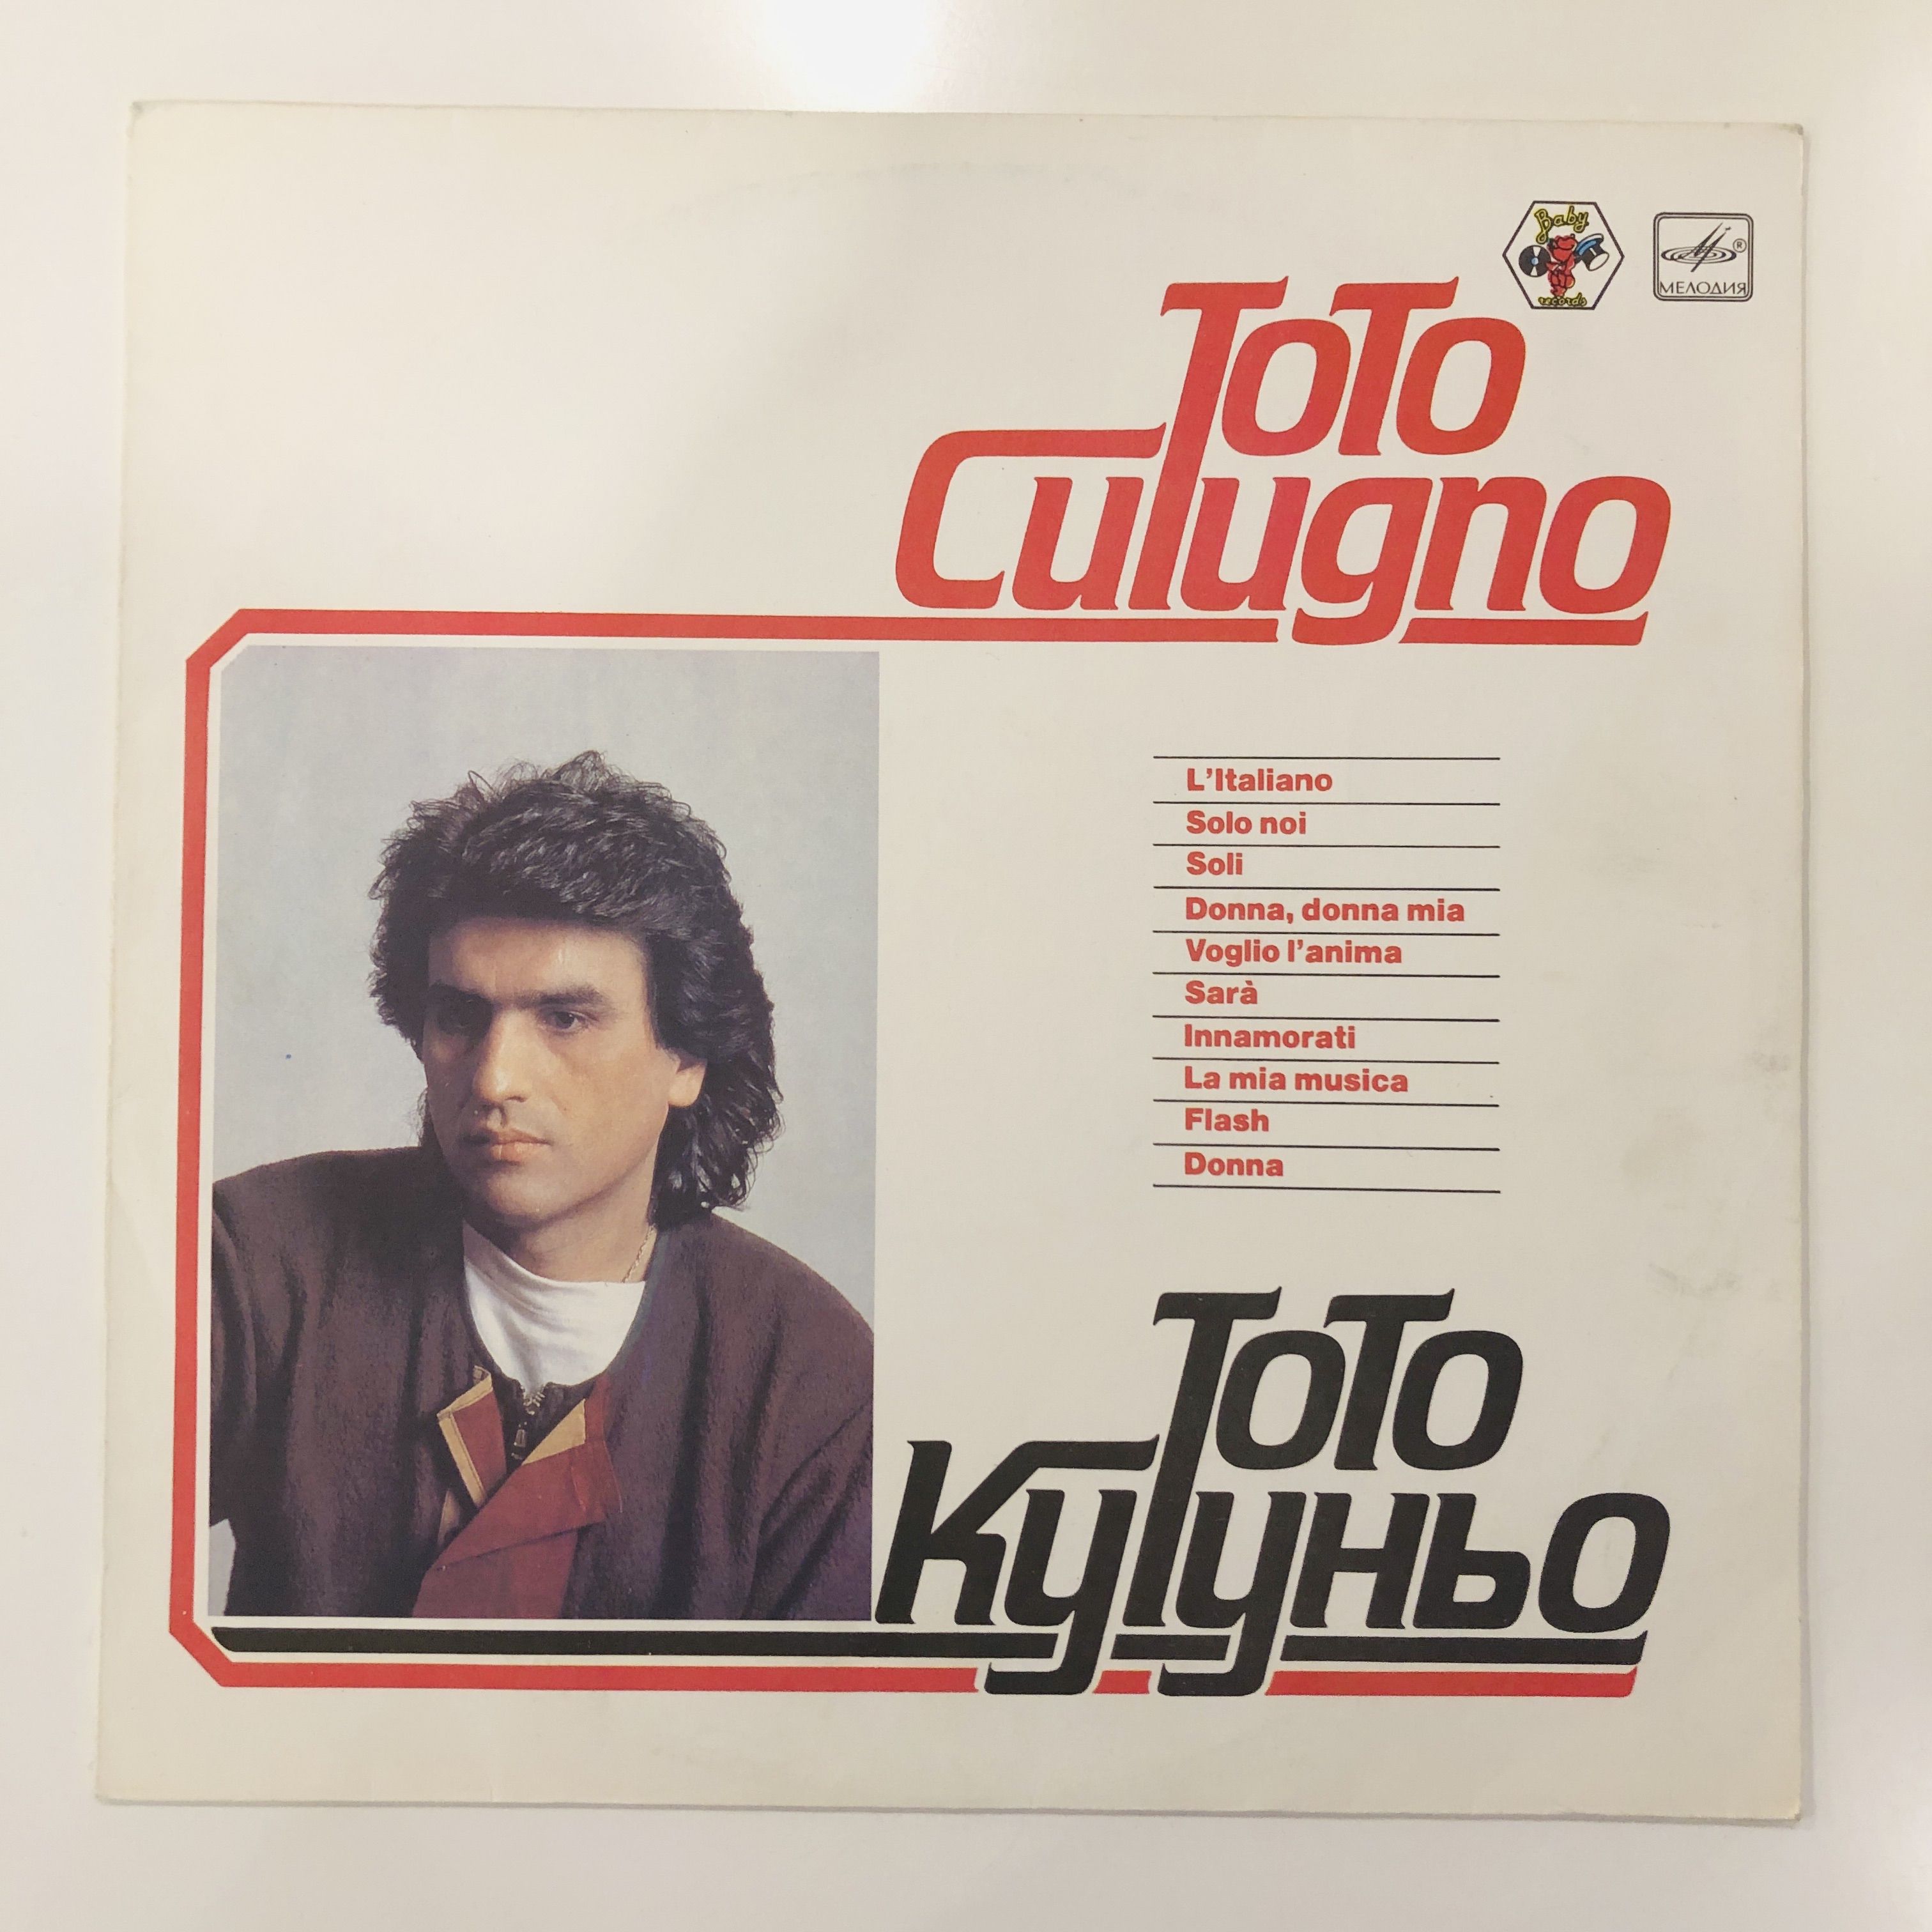 Baby
records
®
МЕЛОДИЯ
ToTo
Cutugno
L'Italiano
Solo noi
Soli
Donna, donna mia
Voglio l'anima
Sarà
Innamorati
La mia musica
Flash
Donna
ТоТо
Кутуньо